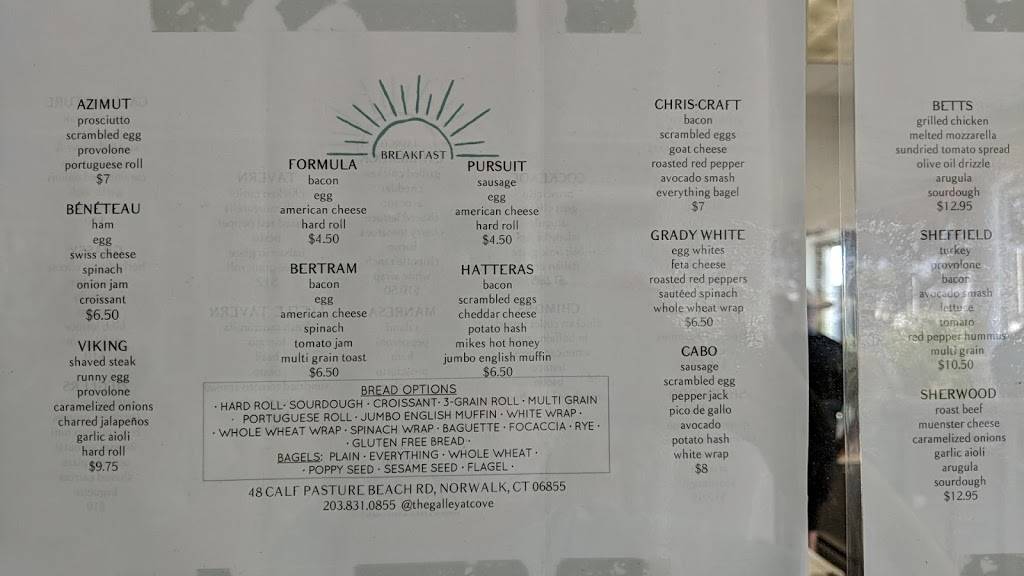 AZIMUT
prosciutto
scrambled egg
provolone
portuguese roll
$7
BÉNÉTEAU
ham
egg
swiss cheese
spinach
onion jam
croissant
$6.50
VIKING
shaved steak
runny egg
provolone
caramelized onions
charred jalapeños
garlic aioli
hard roll
$9.75
BREAKFAST
FORMULA
bacon
egg
american cheese
hard roll
$4.50
BERTRAM
bacon
egg
american cheese
spinach
tomato jam
multi grain toast
$6.50
PURSUIT
sausage
egg
american cheese
hard roll
$4.50
HATTERAS
bacon
scrambled eggs
cheddar cheese
potato hash
mikes hot honey
jumbo english muffin
$6.50
BREAD OPTIONS
· HARD ROLL· SOURDOUGH · CROISSANT· 3-GRAIN ROLL · MULTI GRAIN
PORTUGUESE ROLL · JUMBO ENGLISH MUFFIN · WHITE WRAP ·
· WHOLE WHEAT WRAP · SPINACH WRAP · BAGUETTE · FOCACCIA · RYE ·
· GLUTEN FREE BREAD ·
BAGELS: PLAIN · EVERYTHING · WHOLE WHEAT ·
· POPPY SEED · SESAME SEED · FLAGEL ·
48 CALF PASTURE BEACH RD, NORWALK, CT 06855
203.831.0855 @thegalleyatcove
CHRIS-CRAFT
bacon
scrambled eggs
goat cheese
roasted red pepper
avocado smash
everything bagel
$7
GRADY WHITE
egg whites
feta cheese
roasted red peppers
sautéed spinach
whole wheat wrap
$6.50
CABO
sausage
scrambled egg
pepper jack
pico de gallo
avocado
potato hash
white wrap
$8
BETTS
grilled chicken
melted mozzarella
sundried tomato spread
olive oil drizzle
arugula
sourdough
$12.95
SHEFFIELD
turkey
provolone
bacon
avocado smash
lettuce
tomato
red pepper hummus
multi grain
$10.50
SHERWOOD
roast beef
muenster cheese
caramelized onions
garlic aioli
arugula
sourdough
$12.95